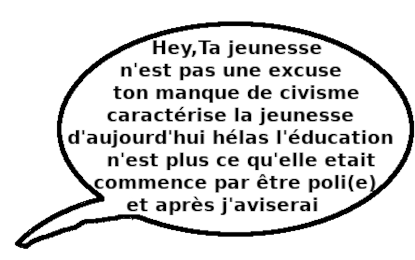 Hey,Ta jeunesse
n'est pas une excuse
ton manque de civisme
caractérise la jeunesse
d'aujourd'hui hélas l'éducation
n'est plus ce qu'elle etait
commence par être poli(e)
et après j'aviserai